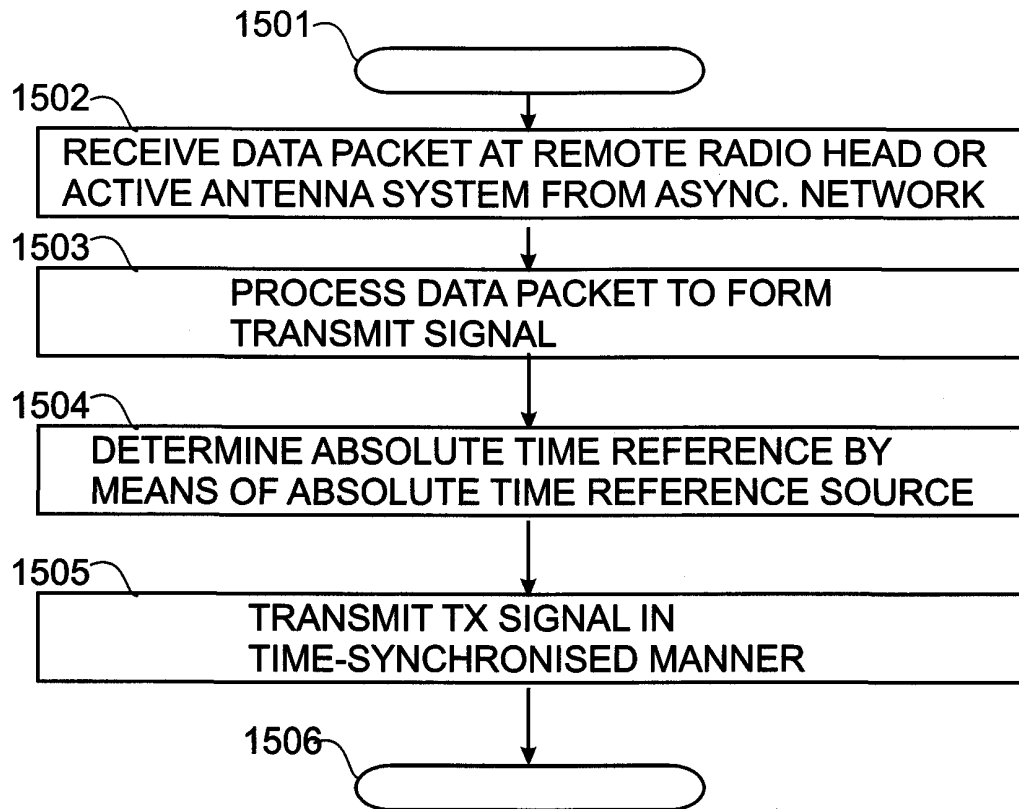 1501
1502
RECEIVE DATA PACKET AT REMOTE RADIO HEAD OR
ACTIVE ANTENNA SYSTEM FROM ASYNC. NETWORK
1503
PROCESS DATA PACKET TO FORM
TRANSMIT SIGNAL
1504
DETERMINE ABSOLUTE TIME REFERENCE BY
MEANS OF ABSOLUTE TIME REFERENCE SOURCE
1505
TRANSMIT TX SIGNAL IN
TIME-SYNCHRONISED MANNER
1506